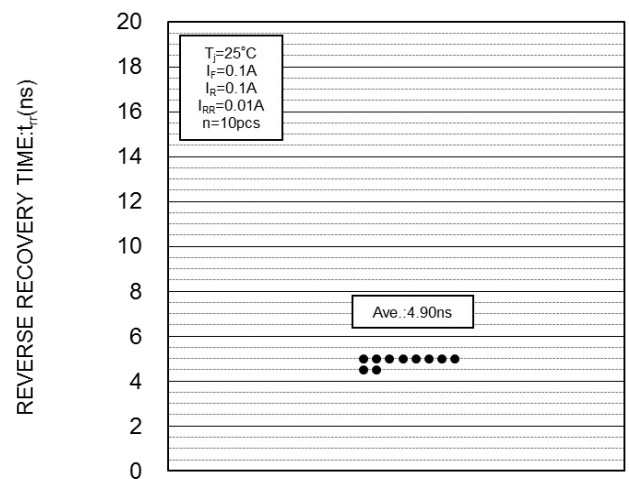 REVERSE RECOVERY TIME:trr(ns)
20
18
16
14
12
10
8
6
4
2
0
Tj=25°C
IF=0.1A
IR=0.1A
IRR=0.01A
n=10pcs
Ave.:4.90ns